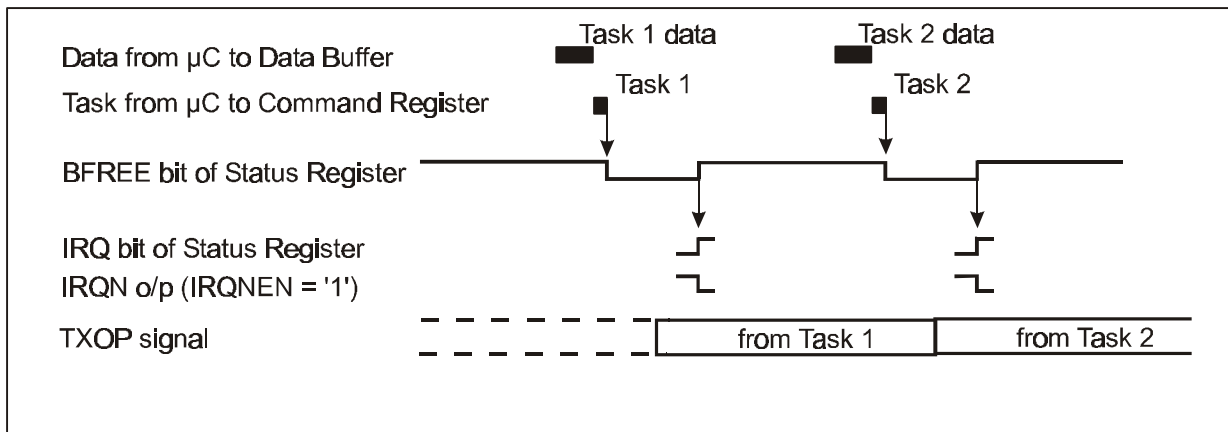 Task 1 data
Task 2 data
Data from µC to Data Buffer
Task 1
Task 2
Task from µC to Command Register
BFREE bit of Status Register
IRQ bit of Status Register
IRQN o/p (IRQNEN = '1')
TXOP signal
from Task 1
from Task 2